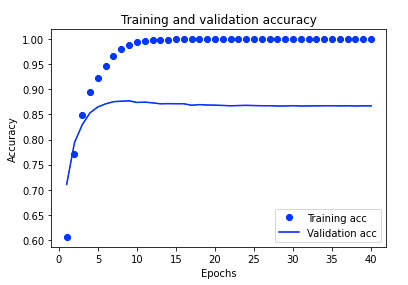 Training and validation accuracy
1.00
0.95
0.90
0.85
0.80
0.75
0.70
0.65
0.60
Accuracy
Training acc
Validation acc
0 5 10 15 20 25 30 35 40
Epochs